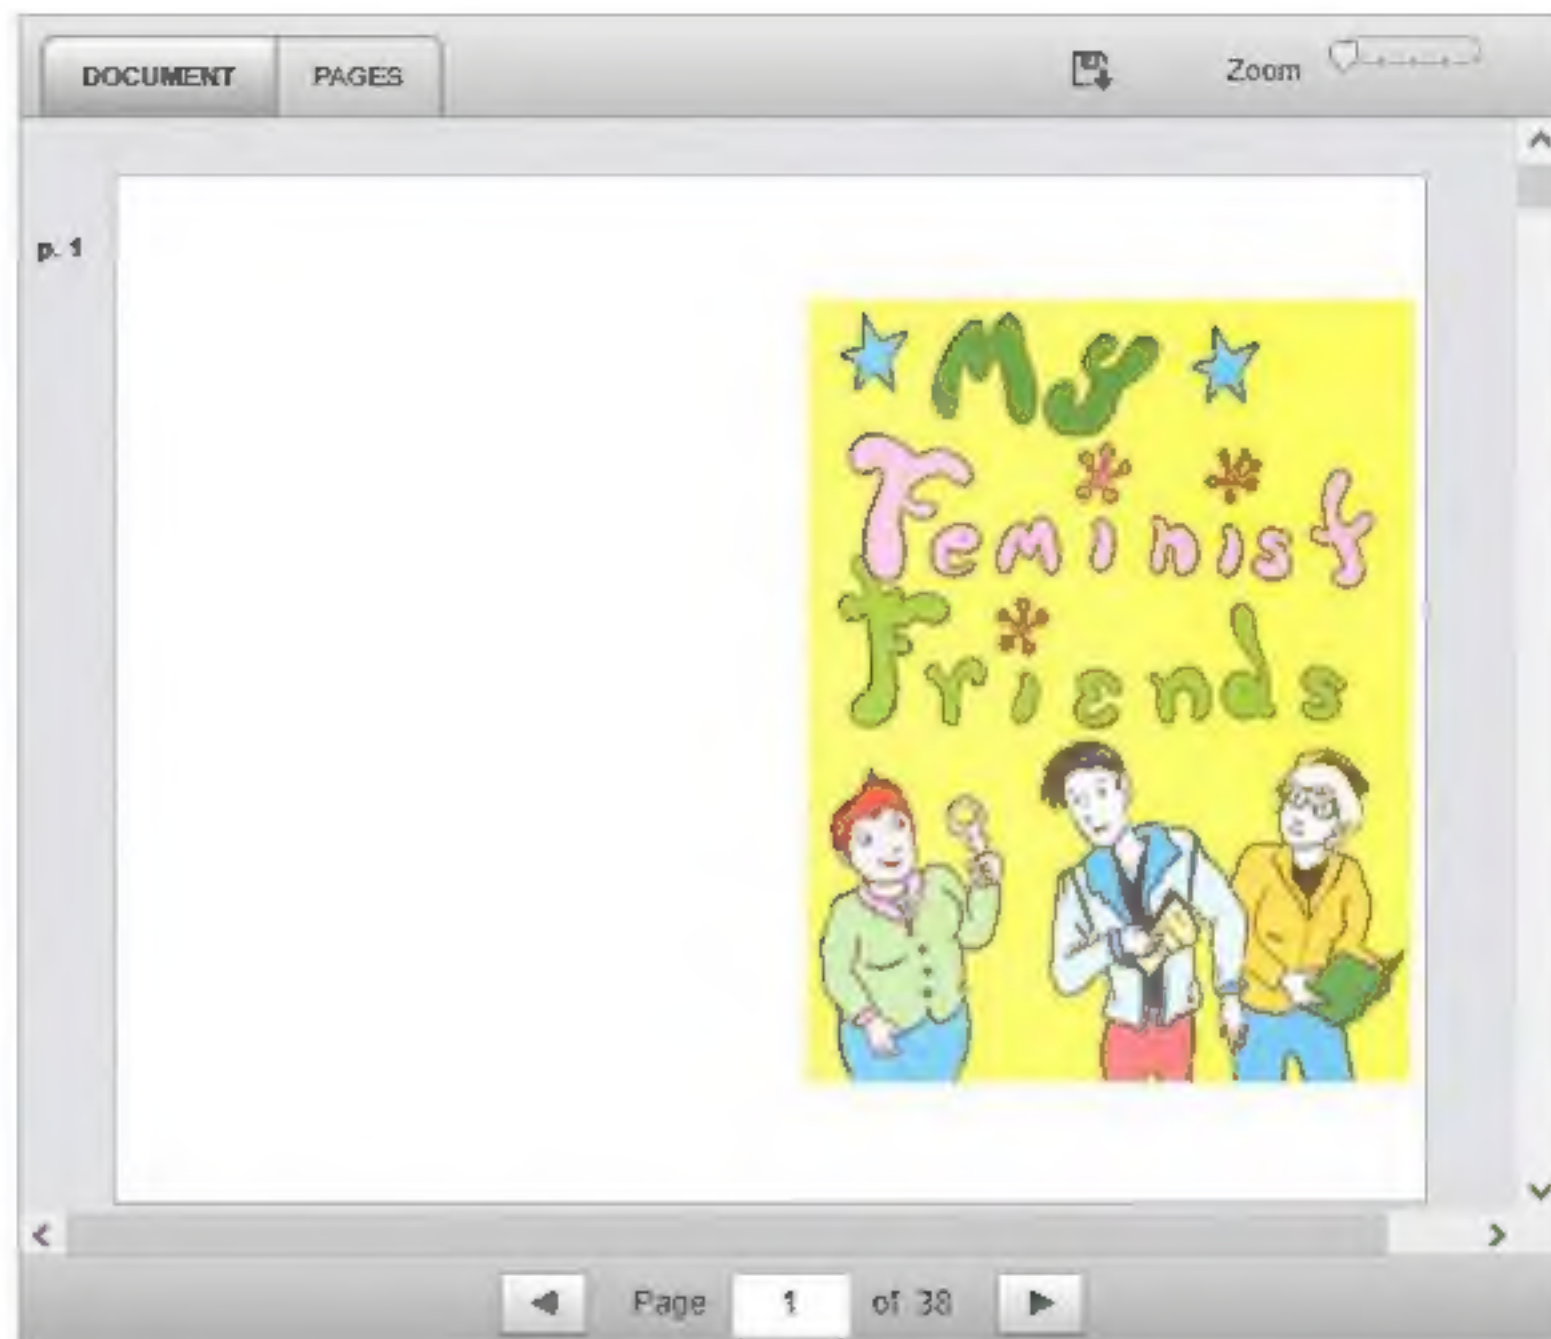 DOCUMENT PAGES Zoom
p. 1
My
Feminist
Friends
Page 1 of 38